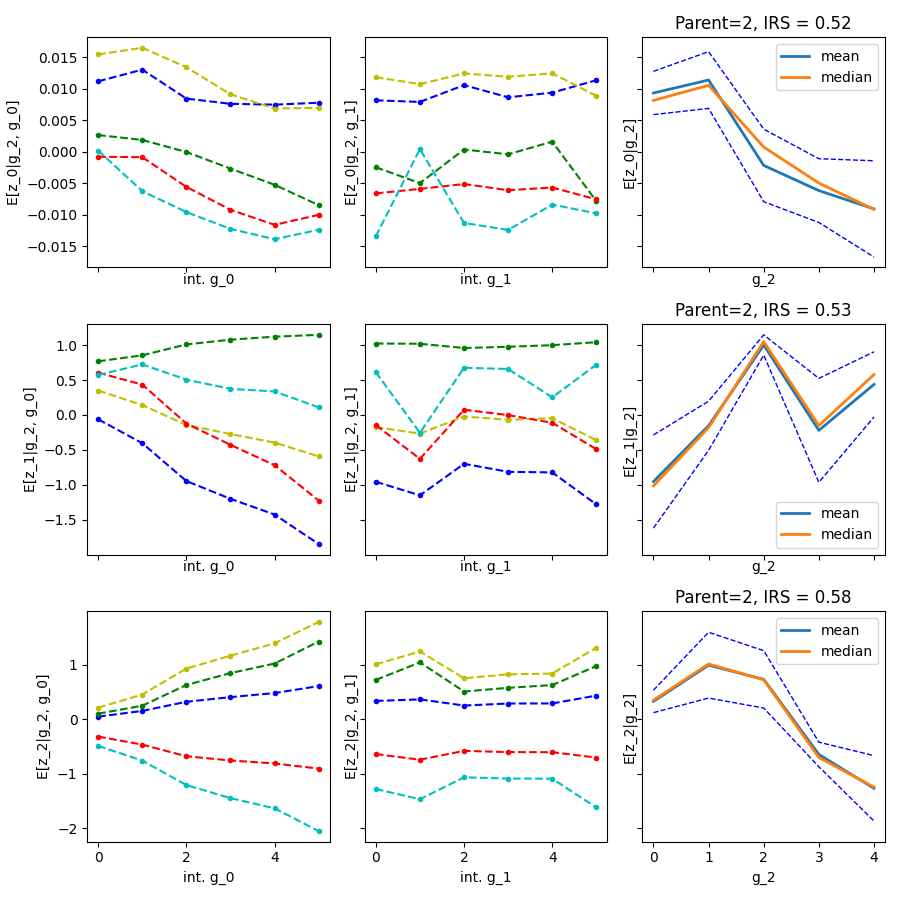 Parent=2, IRS = 0.52
E[z_0|g_2, g_0]
0.015
0.010
0.005
0.000
−0.005
−0.010
−0.015
int. g_0
E[z_0|g_2, g_1]
int. g_1
E[z_0|g_2]
mean
median
g_2
Parent=2, IRS = 0.53
E[z_1|g_2, g_0]
1.0
0.5
0.0
−0.5
−1.0
−1.5
int. g_0
E[z_1|g_2, g_1]
int. g_1
E[z_1|g_2]
mean
median
g_2
Parent=2, IRS = 0.58
E[z_2|g_2, g_0]
1
0
−1
−2
0 2 4
int. g_0
E[z_2|g_2, g_1]
0 2 4
int. g_1
E[z_2|g_2]
mean
median
0 1 2 3 4
g_2